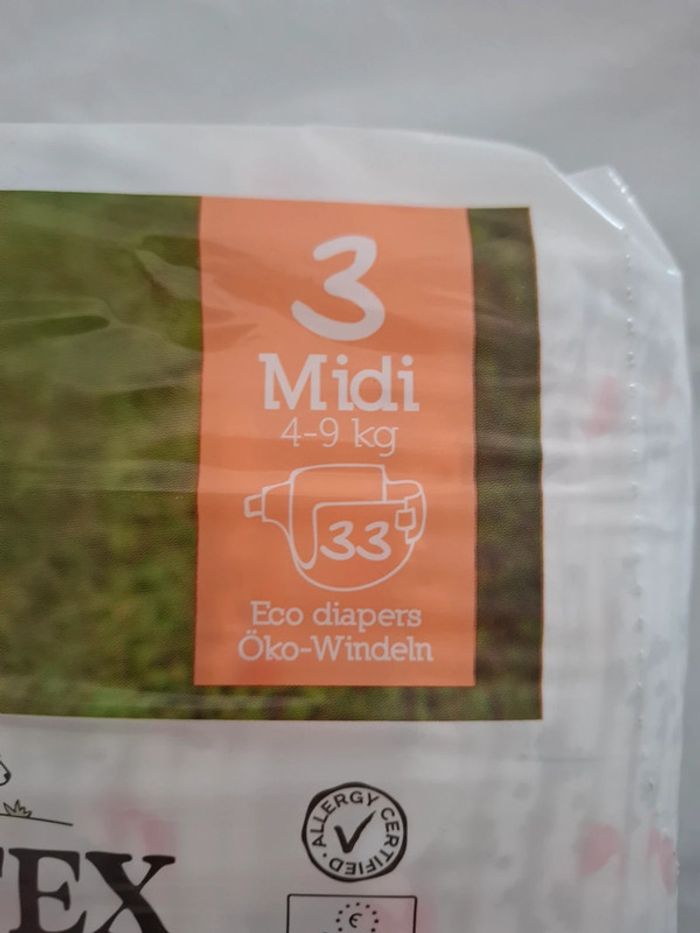 3
Midi
4-9 kg
33
Eco diapers
Öko-Windeln
ALLERGY CERTIFIED